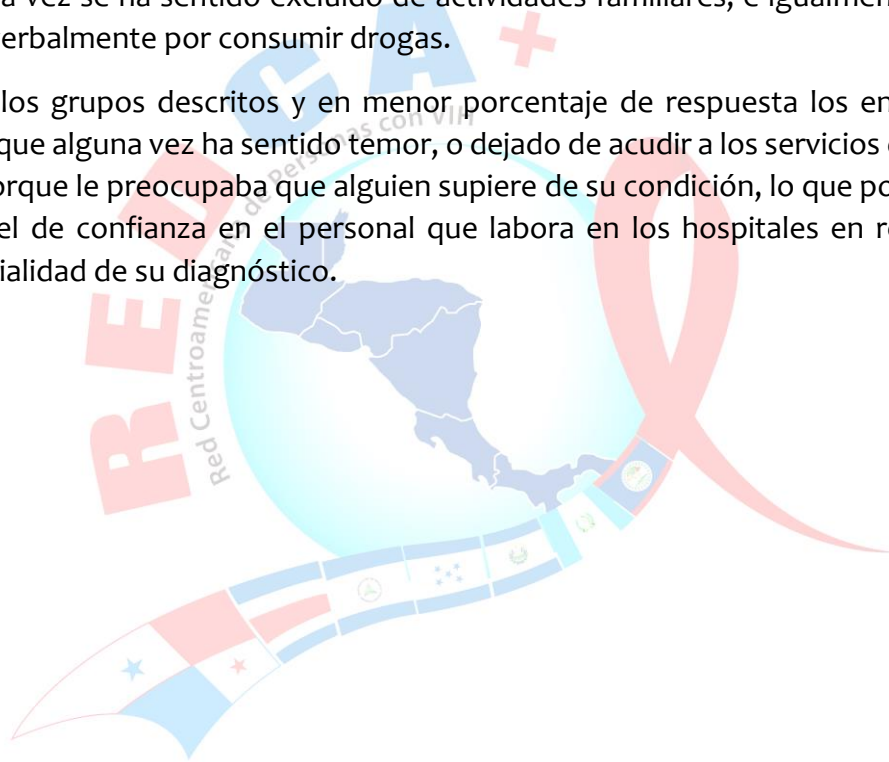 a vez se ha sentido excluido de actividades familiares, e igualmen
erbalmente por consumir drogas.
los grupos descritos y en menor porcentaje de respuesta los en
que alguna vez ha sentido temor, o dejado de acudir a los servicios
orque le preocupaba que alguien supiere de su condición, lo que po
el de confianza en el personal que labora en los hospitales en re
ialidad de su diagnóstico.
REDCA+
Red Centroamericana de Personas con VIH